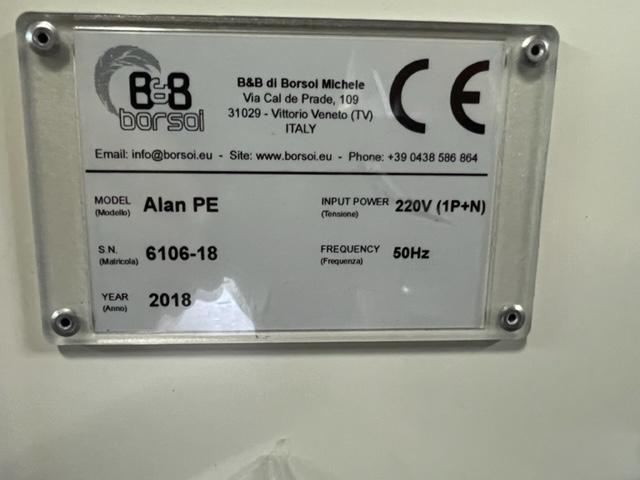 B&B
borsoi
B&B di Borsoi Michele
Via Cal de Prade, 109
31029 - Vittorio Veneto (TV)
ITALY
CE
Email: info@borsoi.eu - Site: www.borsoi.eu - Phone: +39 0438 586 864
MODEL Alan PE INPUT POWER 220V (1P+N)
(Modello) (Tensione)
S.N. 6106-18 FREQUENCY 50Hz
(Matricola) (Frequenza)
YEAR 2018
(Anno)